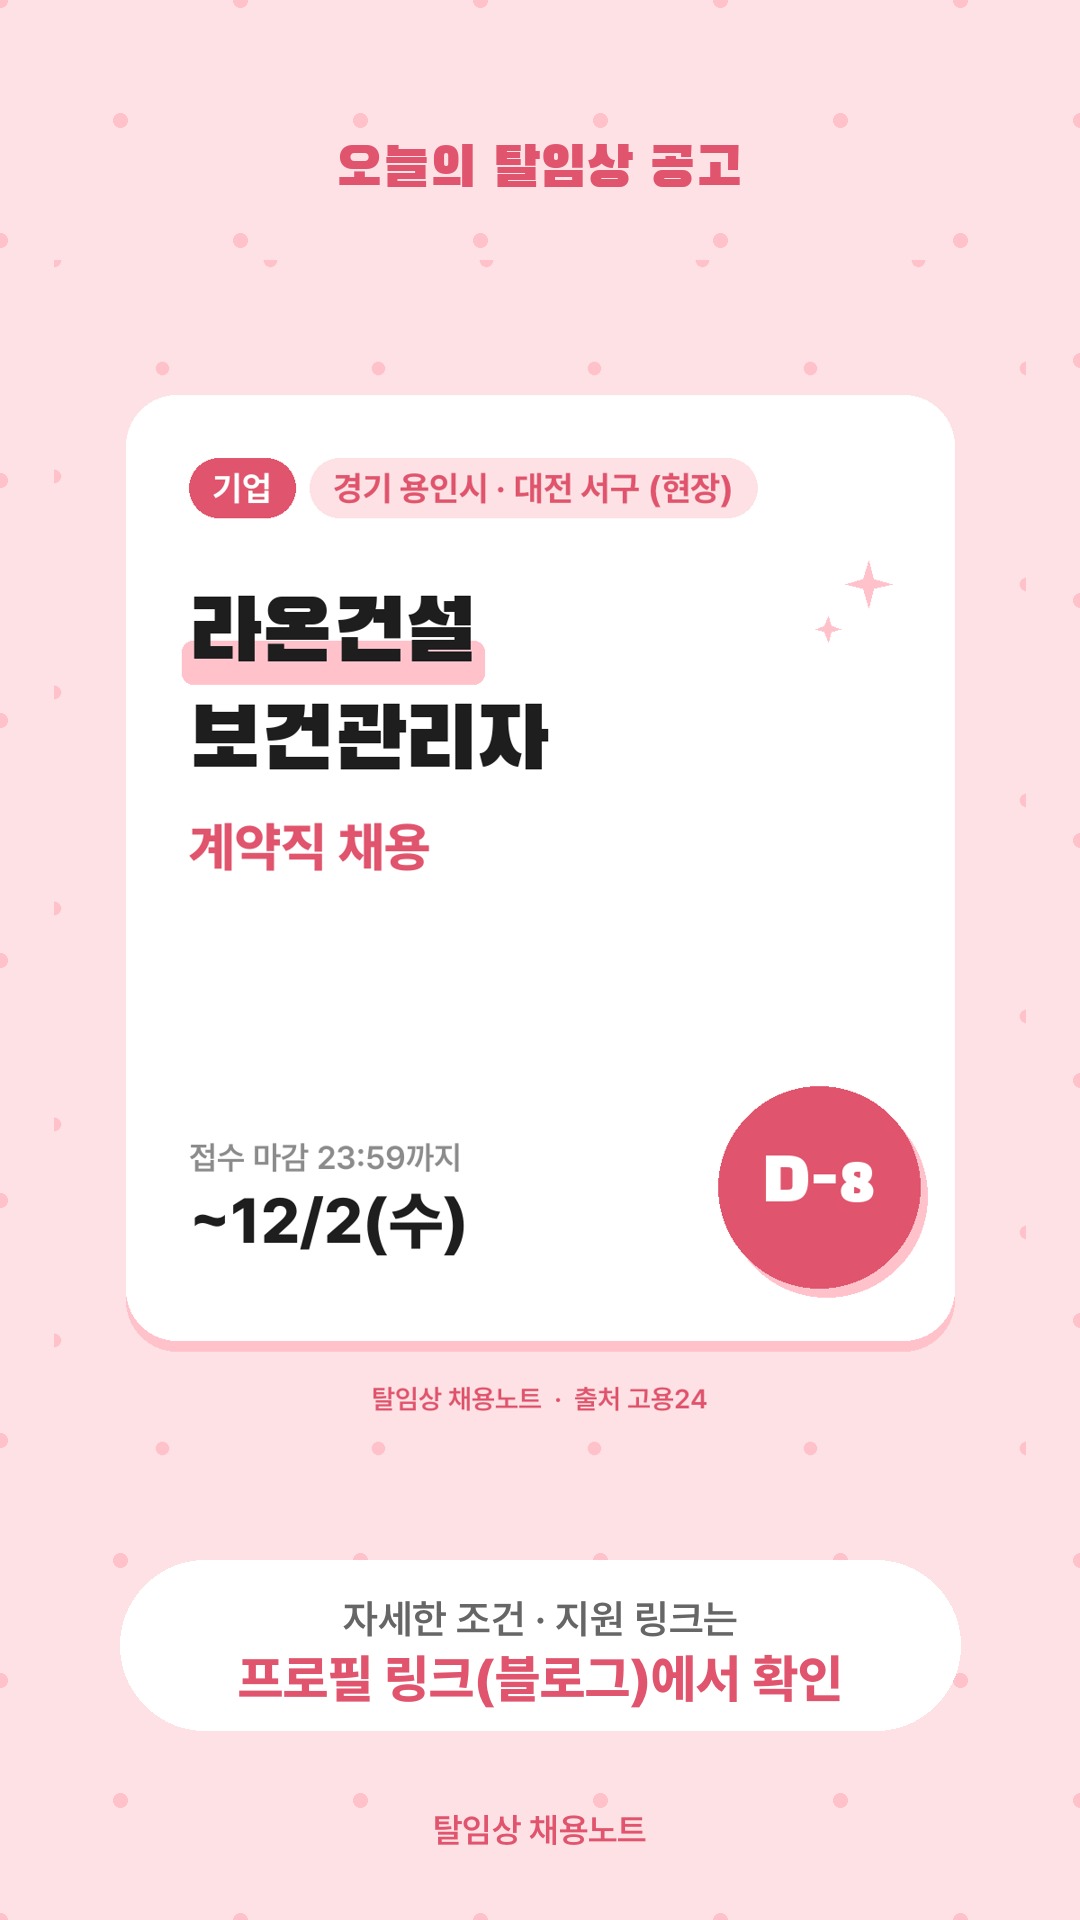 오늘의 탈임상 공고
기업
경기 용인시 · 대전 서구 (현장)
라온건설
보건관리자
계약직 채용
접수 마감 23:59까지
~12/2(수)
D-8
탈임상 채용노트 · 출처 고용24
자세한 조건 · 지원 링크는
프로필 링크(블로그)에서 확인
탈임상 채용노트